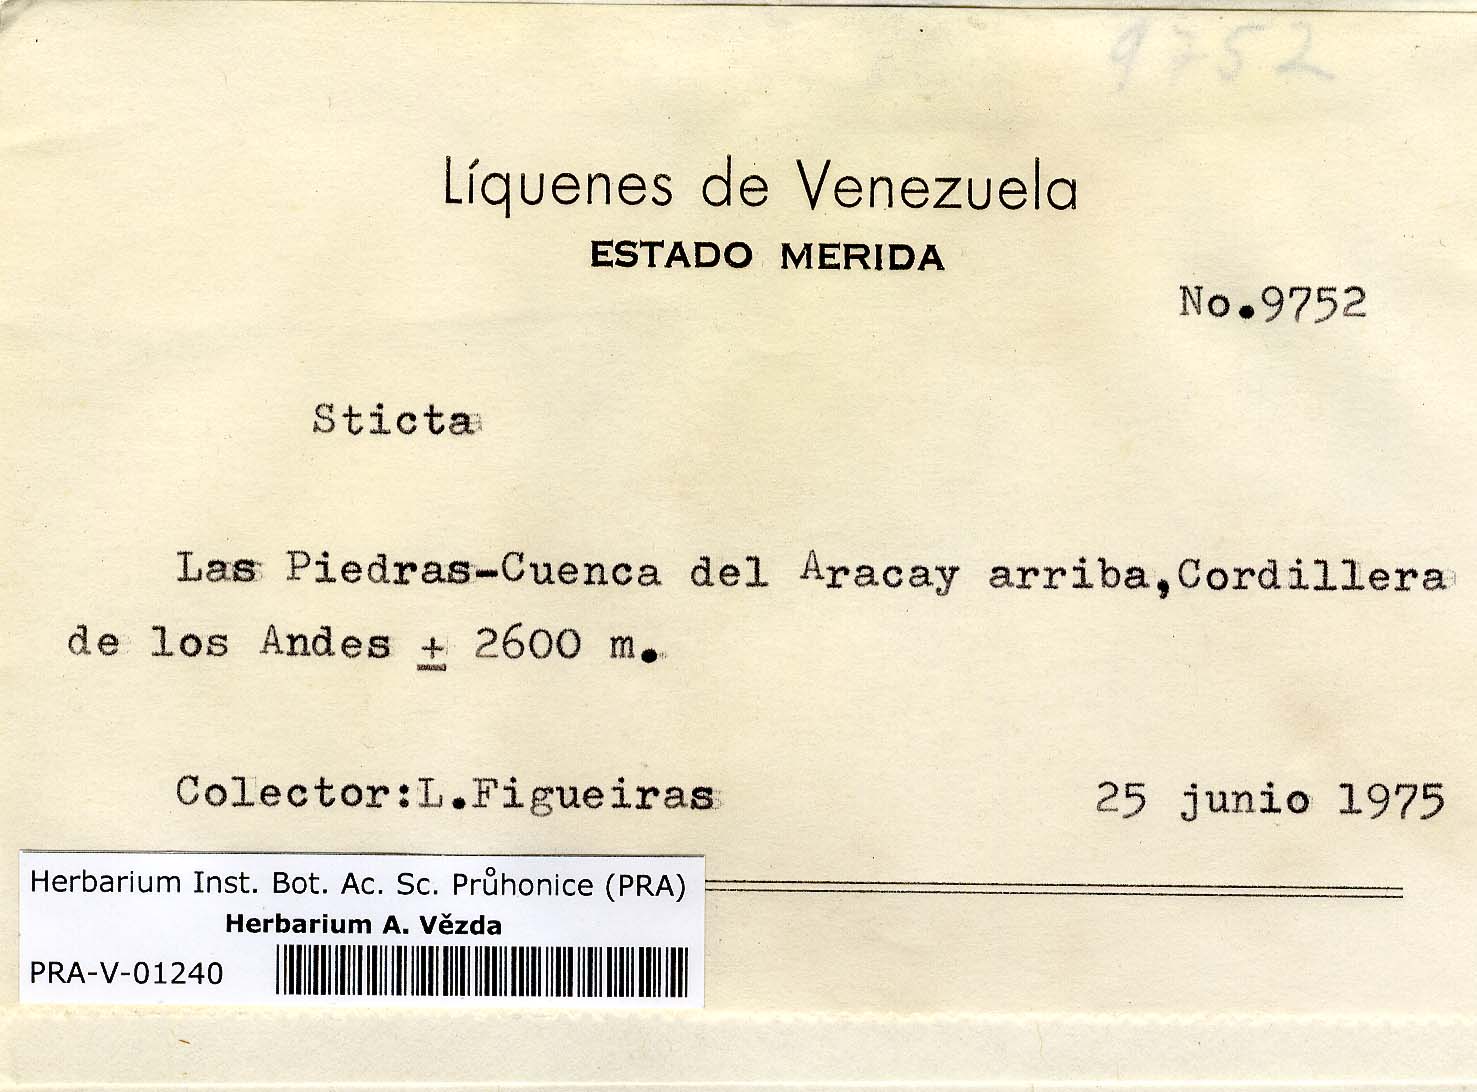 9752
Líquenes de Venezuela
ESTADO MERIDA
No.9752
Sticta
Las Piedras-Cuenca del Aracay arriba,Cordillera
de los Andes ± 2600 m.
Colector:L.Figueiras 25 junio 1975
Herbarium Inst. Bot. Ac. Sc. Průhonice (PRA)
Herbarium A. Vězda
PRA-V-01240